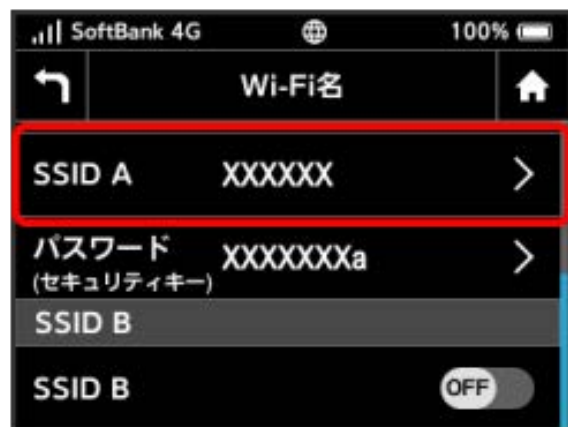 SoftBank 4G 100%
Wi-Fi名
SSID A XXXXXX
パスワード XXXXXXXa
(セキュリティキー)
SSID B
SSID B OFF